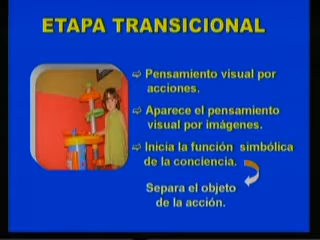 ETAPA TRANSICIONAL
Pensamiento visual por
acciones.
Aparece el pensamiento
visual por imágenes.
Inicia la función simbólica
de la conciencia.
Separa el objeto
de la acción.